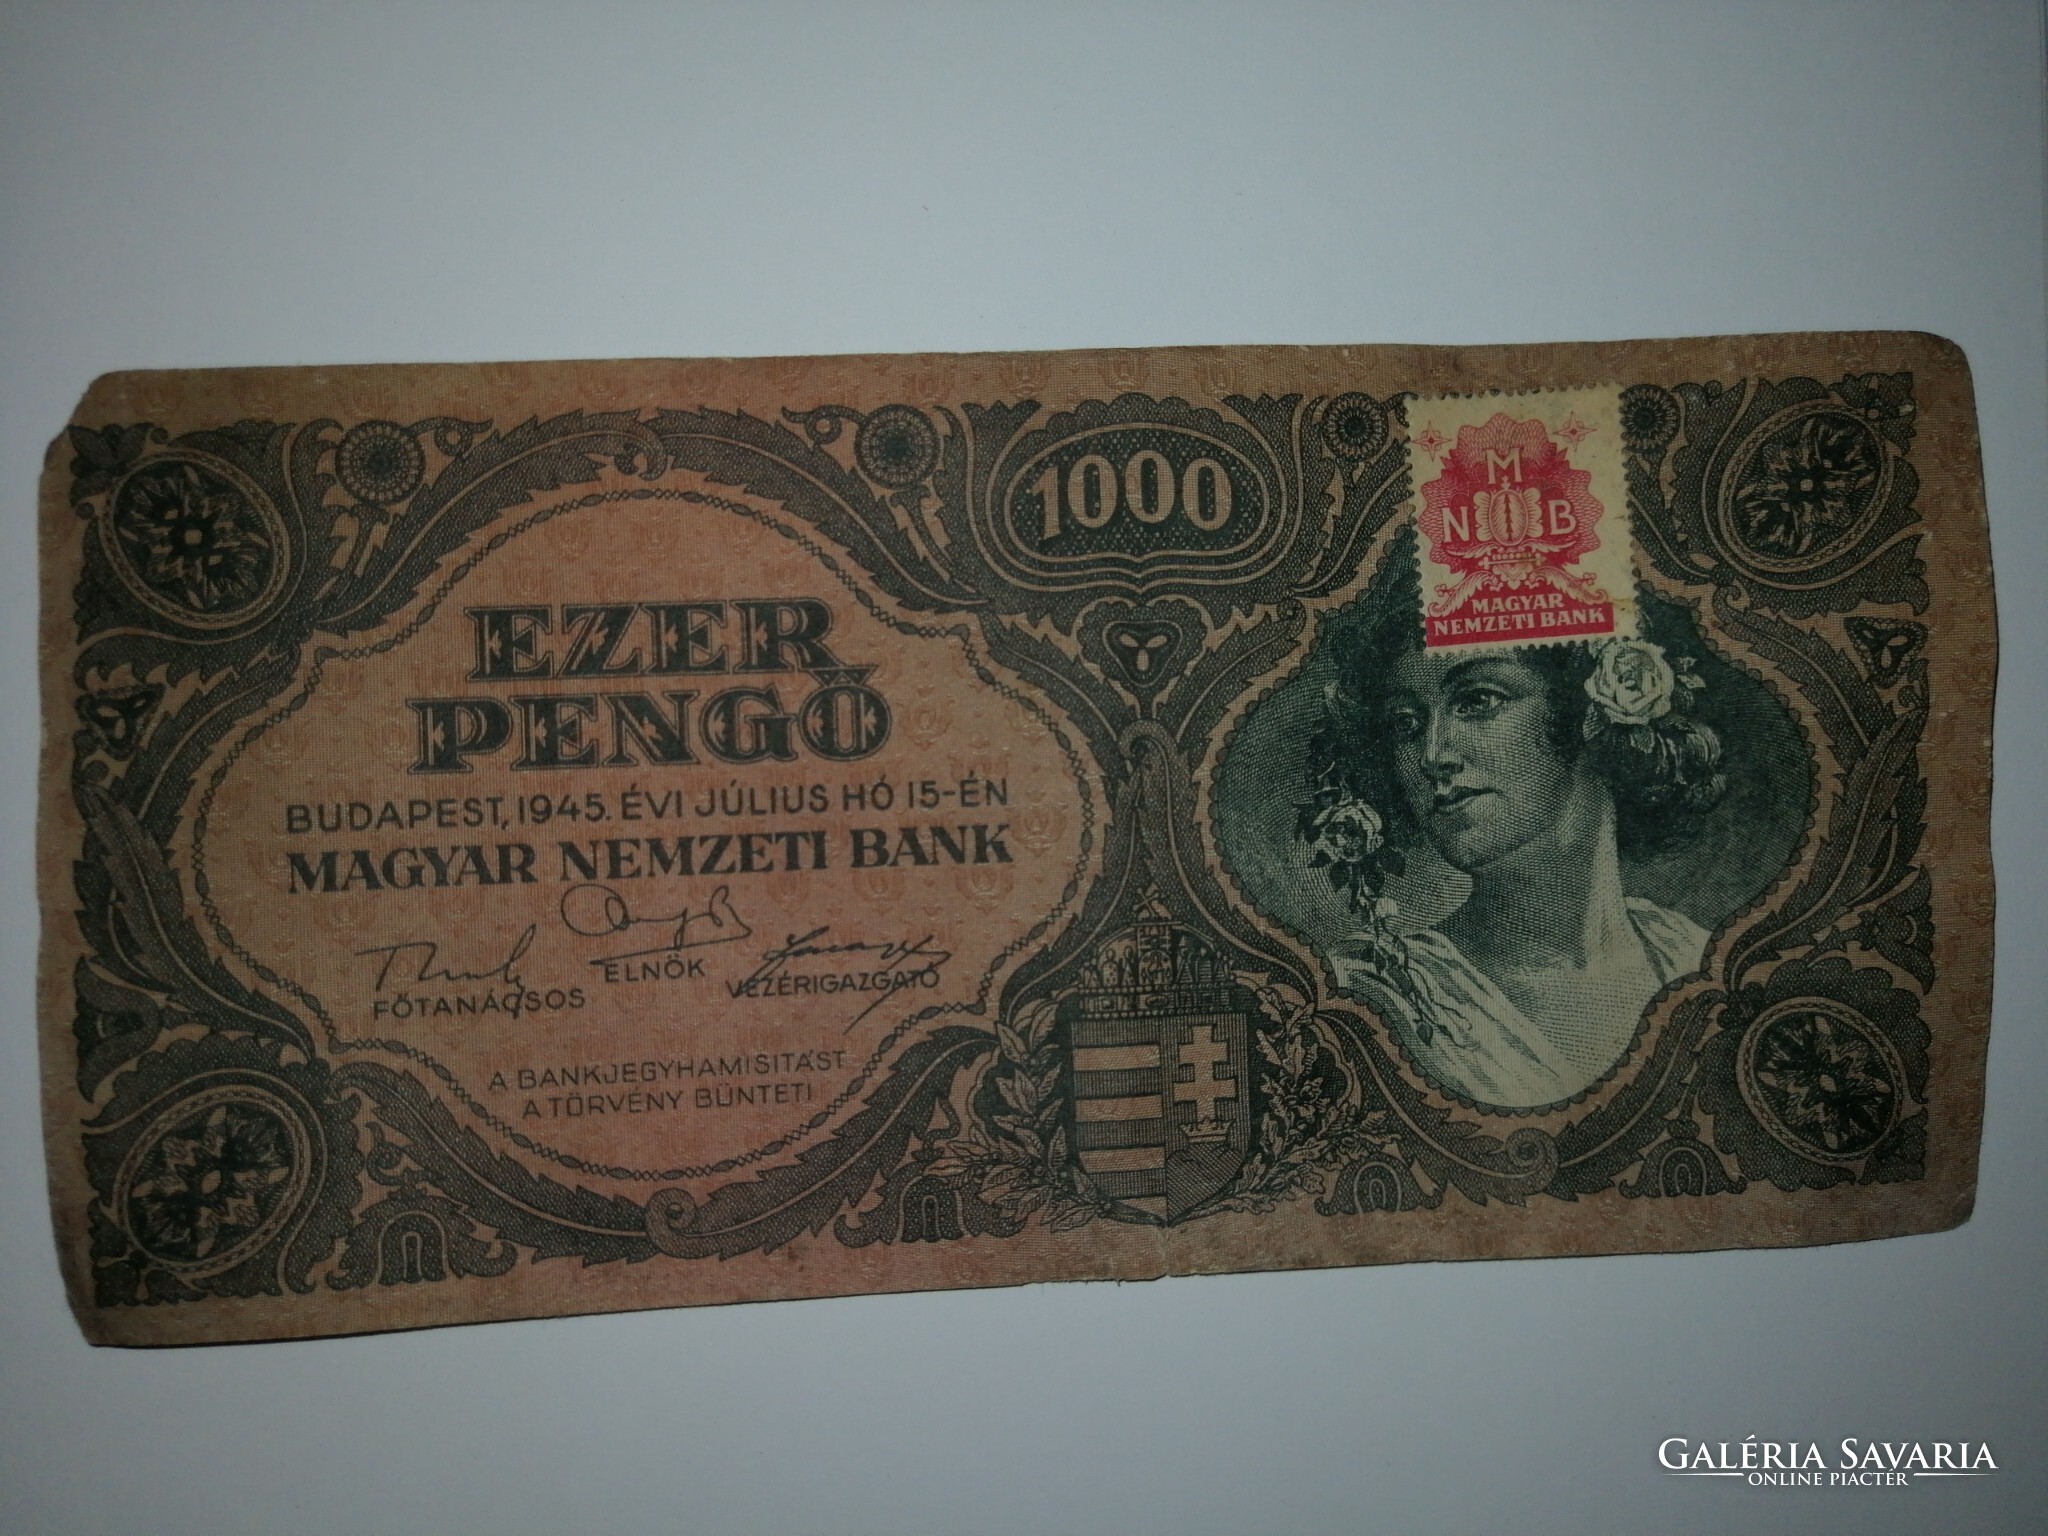 1000
M
N B
MAGYAR
NEMZETI BANK
EZER
PENGŐ
BUDAPEST, 1945. ÉVI JÚLIUS HÓ 15-ÉN
MAGYAR NEMZETI BANK
FŐTANÁCSOS
ELNÖK
VEZÉRIGAZGATÓ
A BANKJEGYHAMISITÁST
A TÖRVÉNY BÜNTETI
GALÉRIA SAVARIA
ONLINE PIACTÉR